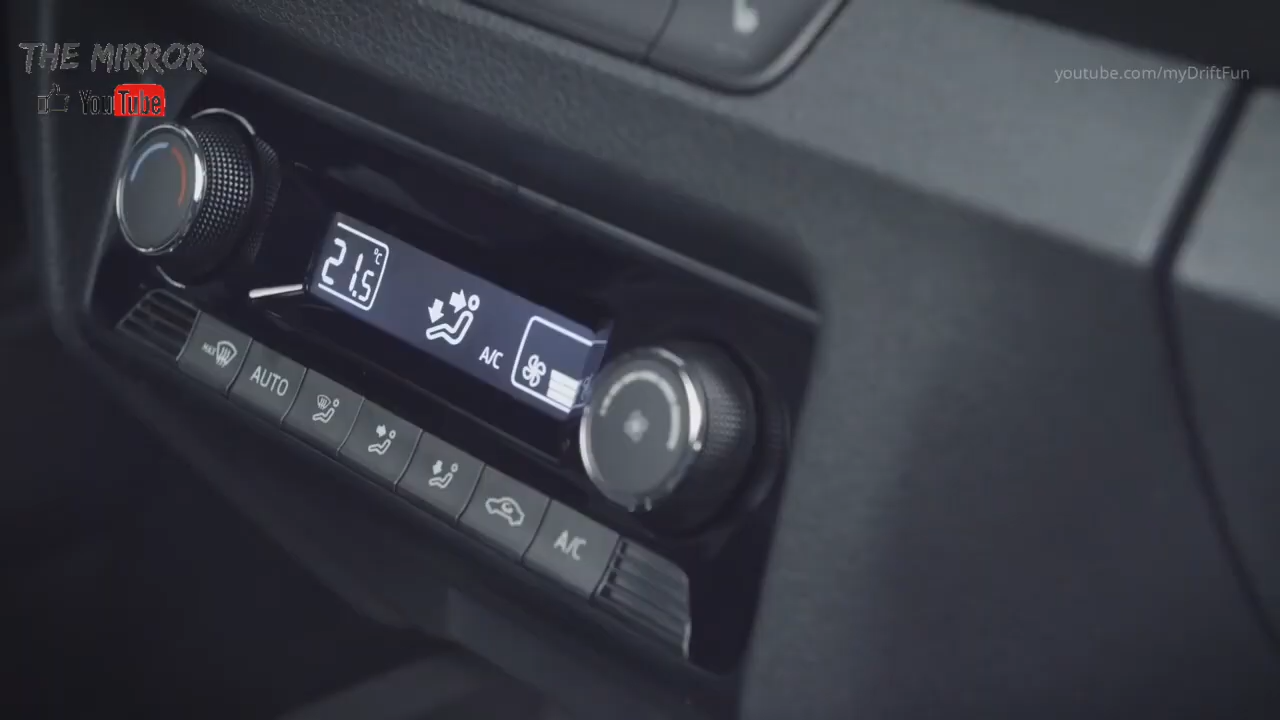 THE MIRROR
YouTube
youtube.com/myDriftFun
21.5 °C
A/C
MAX
AUTO
A/C